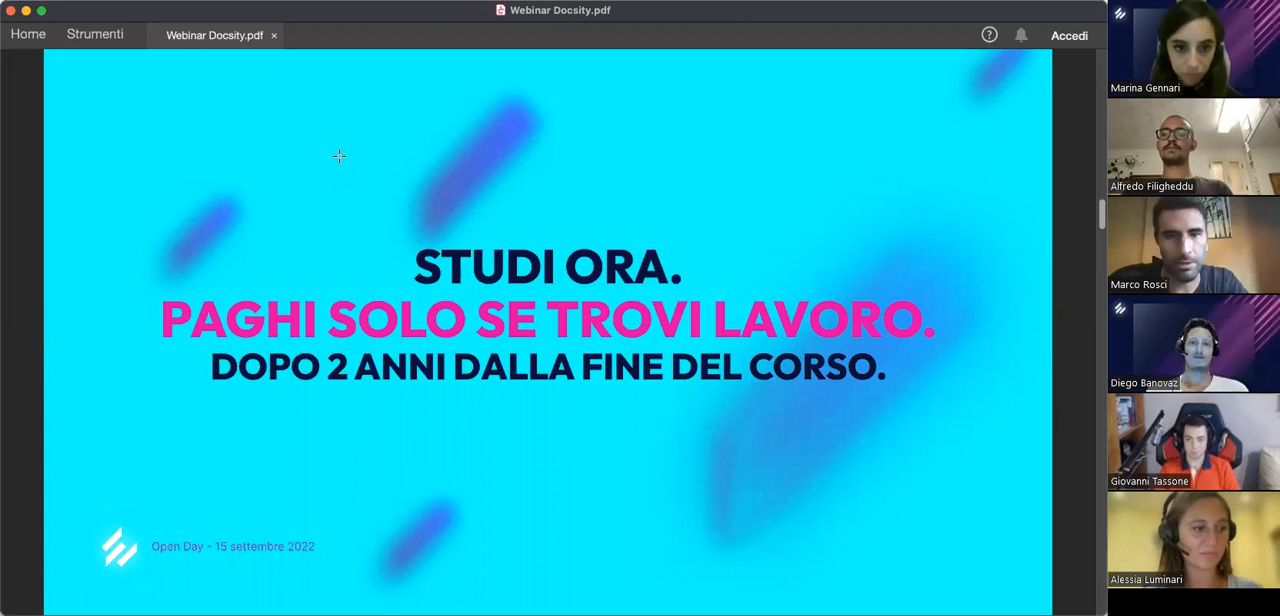 Webinar Docsity.pdf
Home
Strumenti
Webinar Docsity.pdf ×
?
Accedi
STUDI ORA.
PAGHI SOLO SE TROVI LAVORO.
DOPO 2 ANNI DALLA FINE DEL CORSO.
Open Day - 15 settembre 2022
Marina Gennari
Alfredo Filigheddu
Marco Rosci
Diego Banovaz
Giovanni Tassone
Alessia Luminari